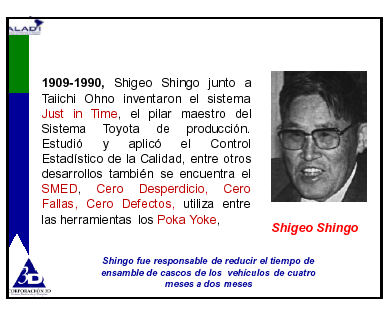 ALADI
1909-1990, Shigeo Shingo junto a
Taiichi Ohno inventaron el sistema
Just in Time, el pilar maestro del
Sistema Toyota de producción.
Estudió y aplicó el Control
Estadístico de la Calidad, entre otros
desarrollos también se encuentra el
SMED, Cero Desperdicio, Cero
Fallas, Cero Defectos, utiliza entre
las herramientas los Poka Yoke,
Shigeo Shingo
Shingo fue responsable de reducir el tiempo de
ensamble de cascos de los vehículos de cuatro
meses a dos meses
3D
CORPORACIÓN 3D